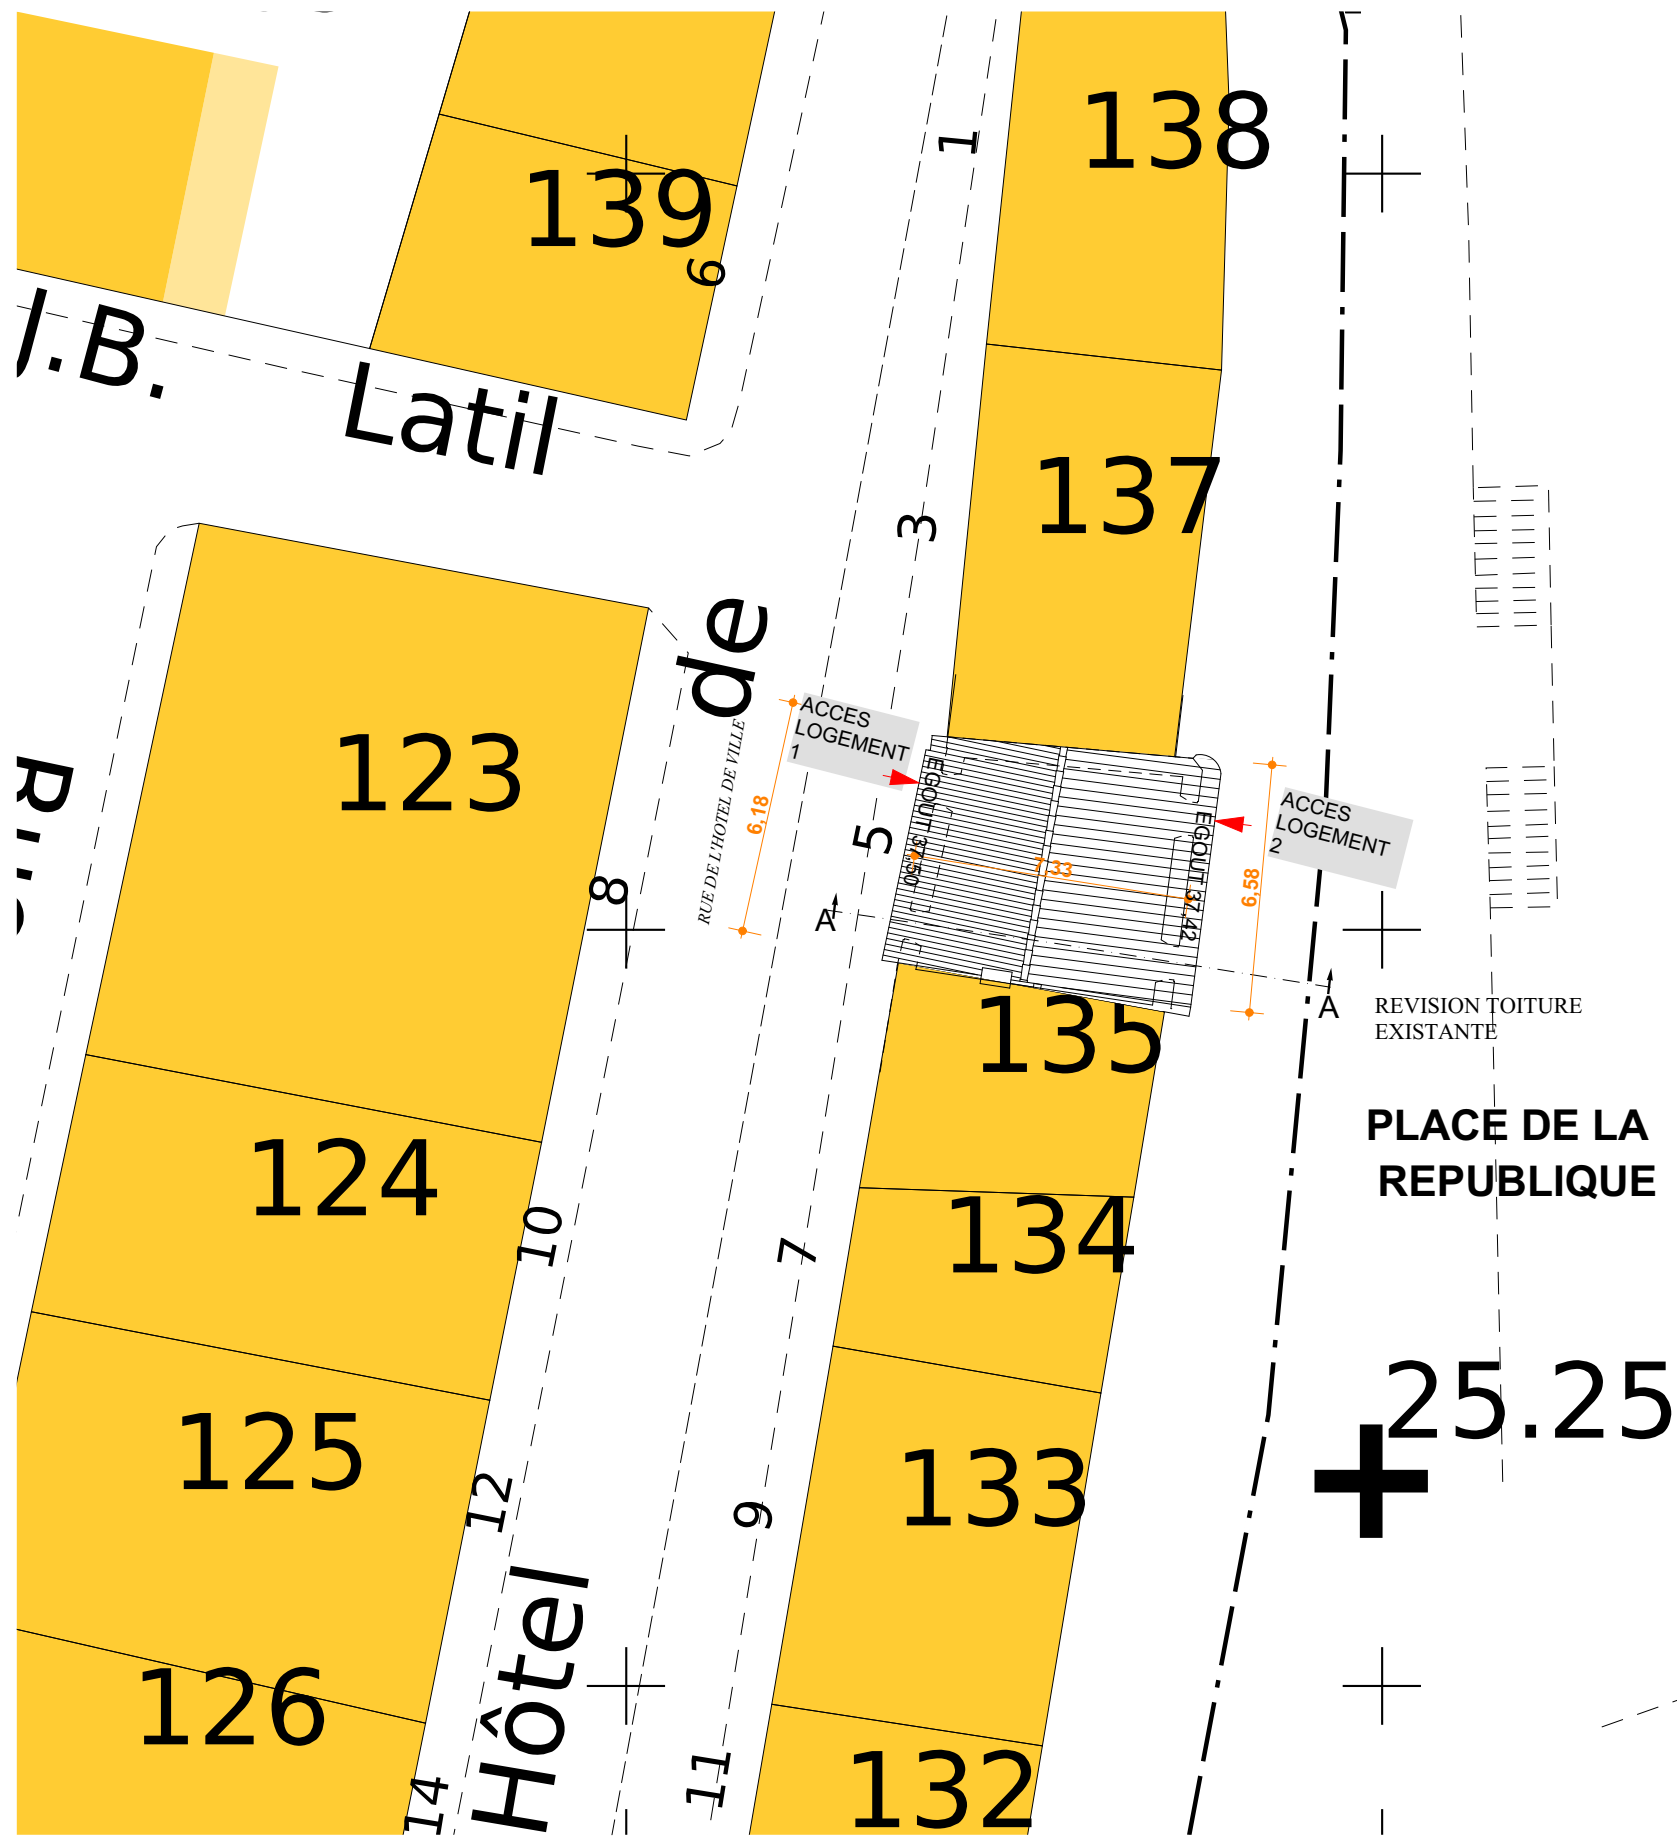 138
1
139
6
J.B.
Latil
137
3
de
123
Rue
ACCES
LOGEMENT
1
RUE DE L'HOTEL DE VILLE
6,18
EGOUT 37,50
7,33
EGOUT 37,42
ACCES
LOGEMENT
2
6,58
5
8
A
A
REVISION TOITURE
EXISTANTE
135
PLACE DE LA
REPUBLIQUE
124
134
10
7
25.25
125
133
12
9
Hôtel
126
132
11
14